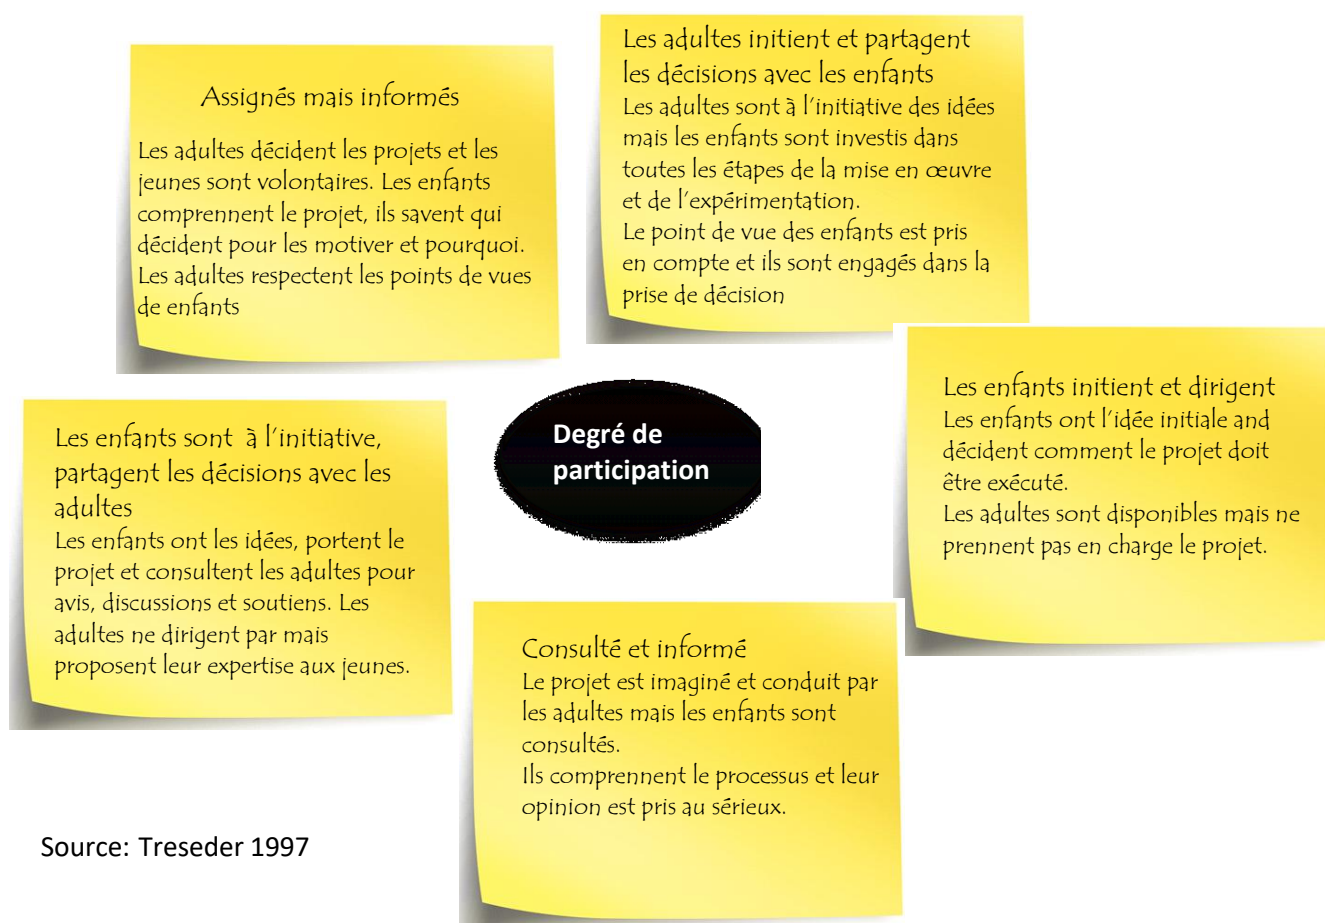 Assignés mais informés
Les adultes décident les projets et les
jeunes sont volontaires. Les enfants
comprennent le projet, ils savent qui
décident pour les motiver et pourquoi.
Les adultes respectent les points de vues
de enfants
Les adultes initient et partagent
les décisions avec les enfants
Les adultes sont à l'initiative des idées
mais les enfants sont investis dans
toutes les étapes de la mise en œuvre
et de l'expérimentation.
Le point de vue des enfants est pris
en compte et ils sont engagés dans la
prise de décision
Les enfants sont à l'initiative,
partagent les décisions avec les
adultes
Les enfants ont les idées, portent le
projet et consultent les adultes pour
avis, discussions et soutiens. Les
adultes ne dirigent par mais
proposent leur expertise aux jeunes.
Degré de
participation
Les enfants initient et dirigent
Les enfants ont l'idée initiale and
décident comment le projet doit
être exécuté.
Les adultes sont disponibles mais ne
prennent pas en charge le projet.
Consulté et informé
Le projet est imaginé et conduit par
les adultes mais les enfants sont
consultés.
Ils comprennent le processus et leur
opinion est pris au sérieux.
Source: Treseder 1997